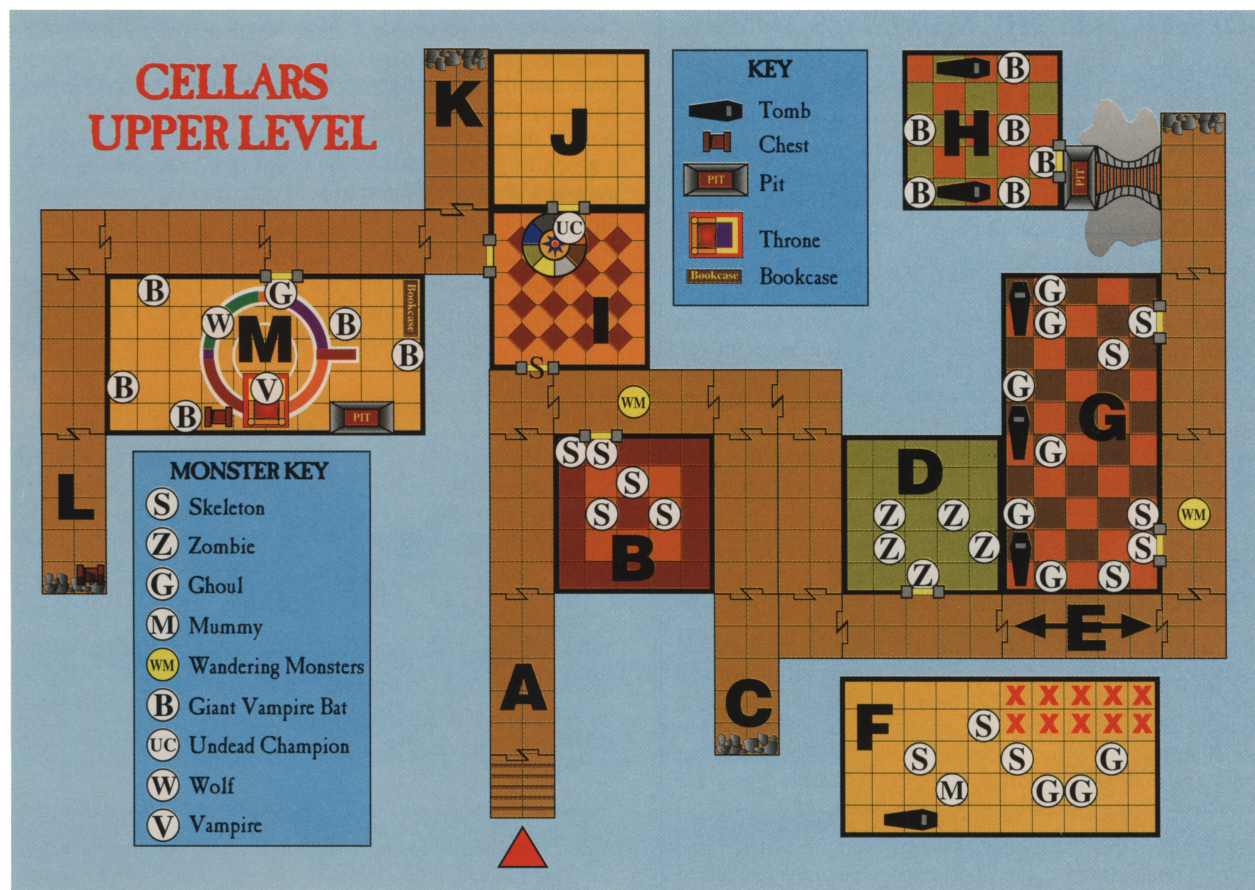 CELLARS
UPPER LEVEL
KEY
Tomb
Chest
PIT
Pit
Throne
Bookcase
Bookcase
MONSTER KEY
S
Skeleton
Z
Zombie
G
Ghoul
M
Mummy
WM
Wandering Monsters
B
Giant Vampire Bat
UC
Undead Champion
W
Wolf
V
Vampire
K
J
UC
I
S
WM
B
G
Bookcase
W
M
B
B
B
V
B
PIT
L
S
S
S
S
S
B
A
C
D
Z
Z
Z
Z
Z
B
H
B
B
B
PIT
B
B
G
G
S
S
G
G
G
G
S
WM
S
G
S
E
F
X X X X X
X X X X X
S
S
S
G
M
G
G